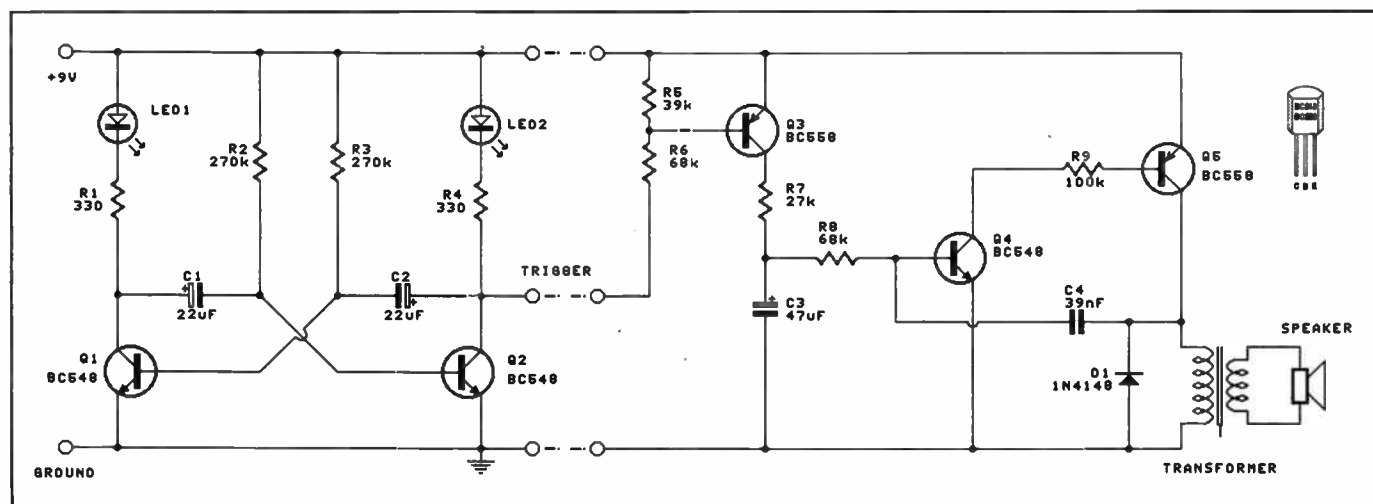 +9V
LED1
R1
330
R2
270k
R3
270k
LED2
R4
330
C1
+
22uF
C2
+
22uF
Q1
BC548
Q2
BC548
GROUND
TRIGGER
R5
39k
R6
68k
Q3
BC558
R7
27k
R8
68k
C3
+
47uF
Q4
BC548
R9
100k
Q5
BC558
C4
39nF
D1
1N4148
TRANSFORMER
SPEAKER
C B E